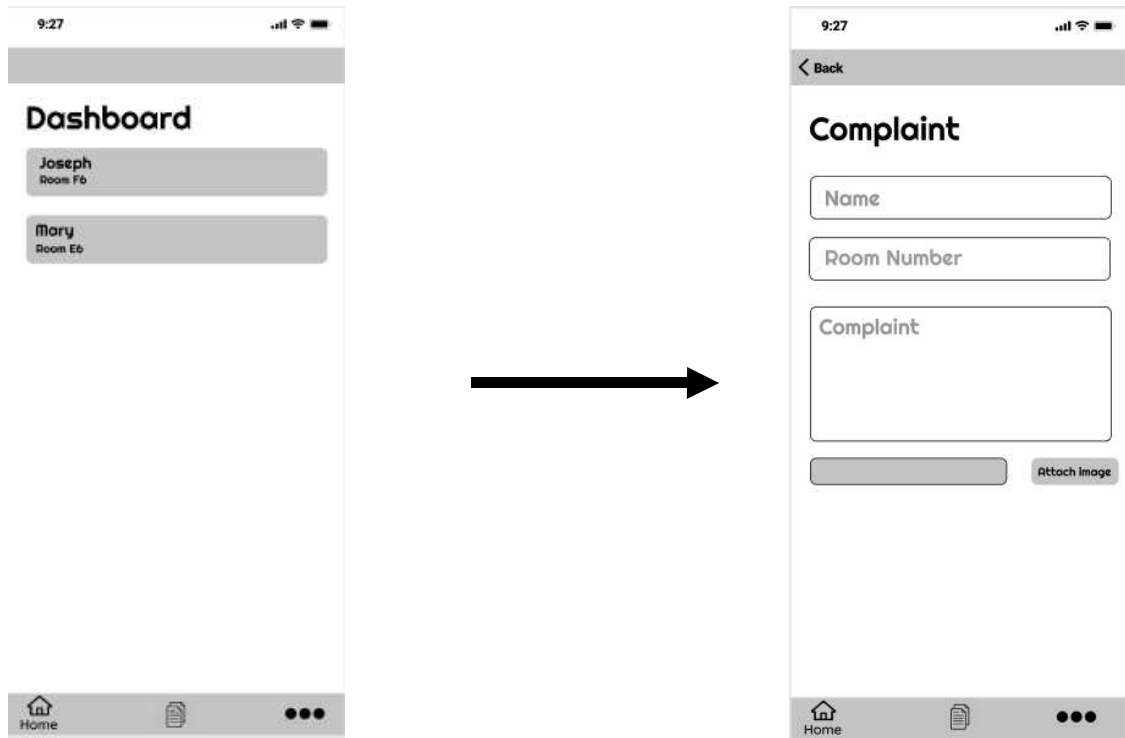 9:27
Dashboard
Joseph
Room F6
Mary
Room E6
Home
9:27
Back
Complaint
Name
Room Number
Complaint
Attach image
Home